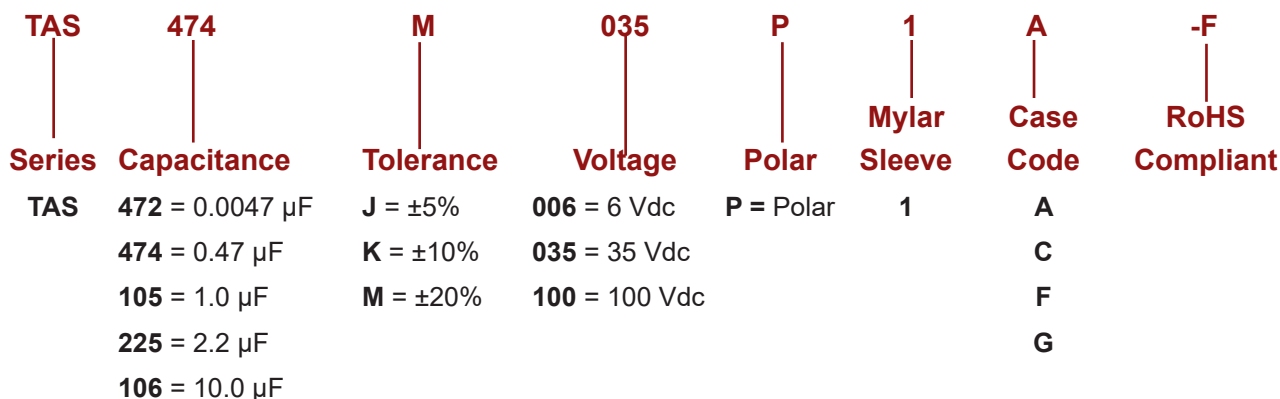 TAS 474 M 035 P 1 A -F
Mylar Case RoHS
Series Capacitance Tolerance Voltage Polar Sleeve Code Compliant
TAS 472 = 0.0047 µF J = ±5% 006 = 6 Vdc P = Polar 1 A
474 = 0.47 µF K = ±10% 035 = 35 Vdc C
105 = 1.0 µF M = ±20% 100 = 100 Vdc F
225 = 2.2 µF G
106 = 10.0 µF